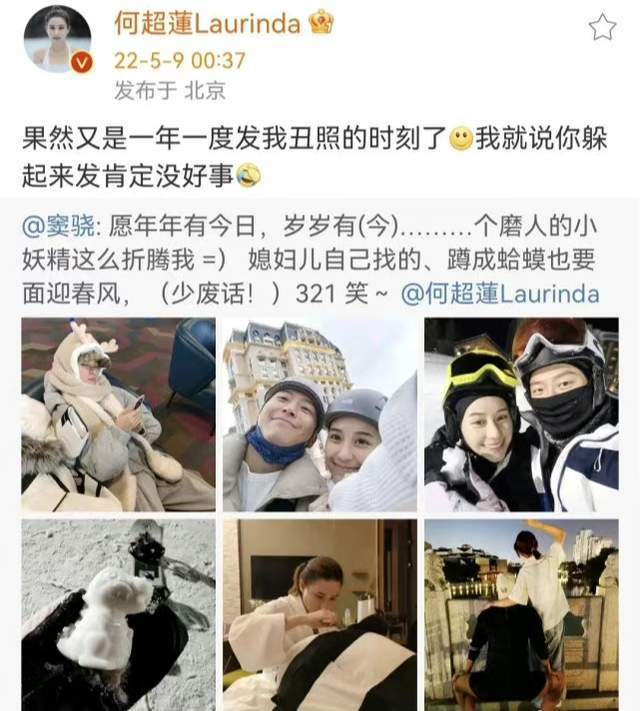 何超蓮Laurinda
22-5-9 00:37
发布于 北京
果然又是一年一度发我丑照的时刻了🙂我就说你躲
起来发肯定没好事🤣
@窦骁: 愿年年有今日，岁岁有(今)………个磨人的小
妖精这么折腾我 =) 媳妇儿自己找的、蹲成蛤蟆也要
面迎春风，（少废话！）321 笑 ~ @何超蓮Laurinda